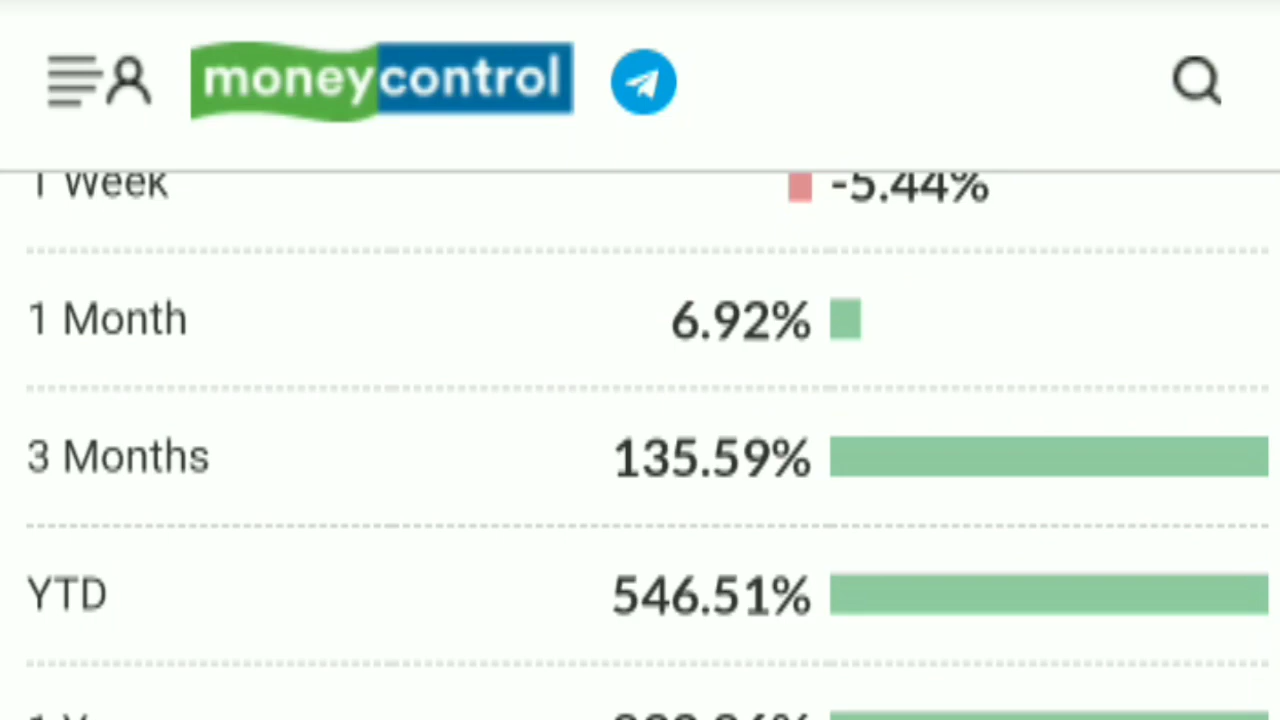 moneycontrol
1 Week -5.44%
1 Month 6.92%
3 Months 135.59%
YTD 546.51%